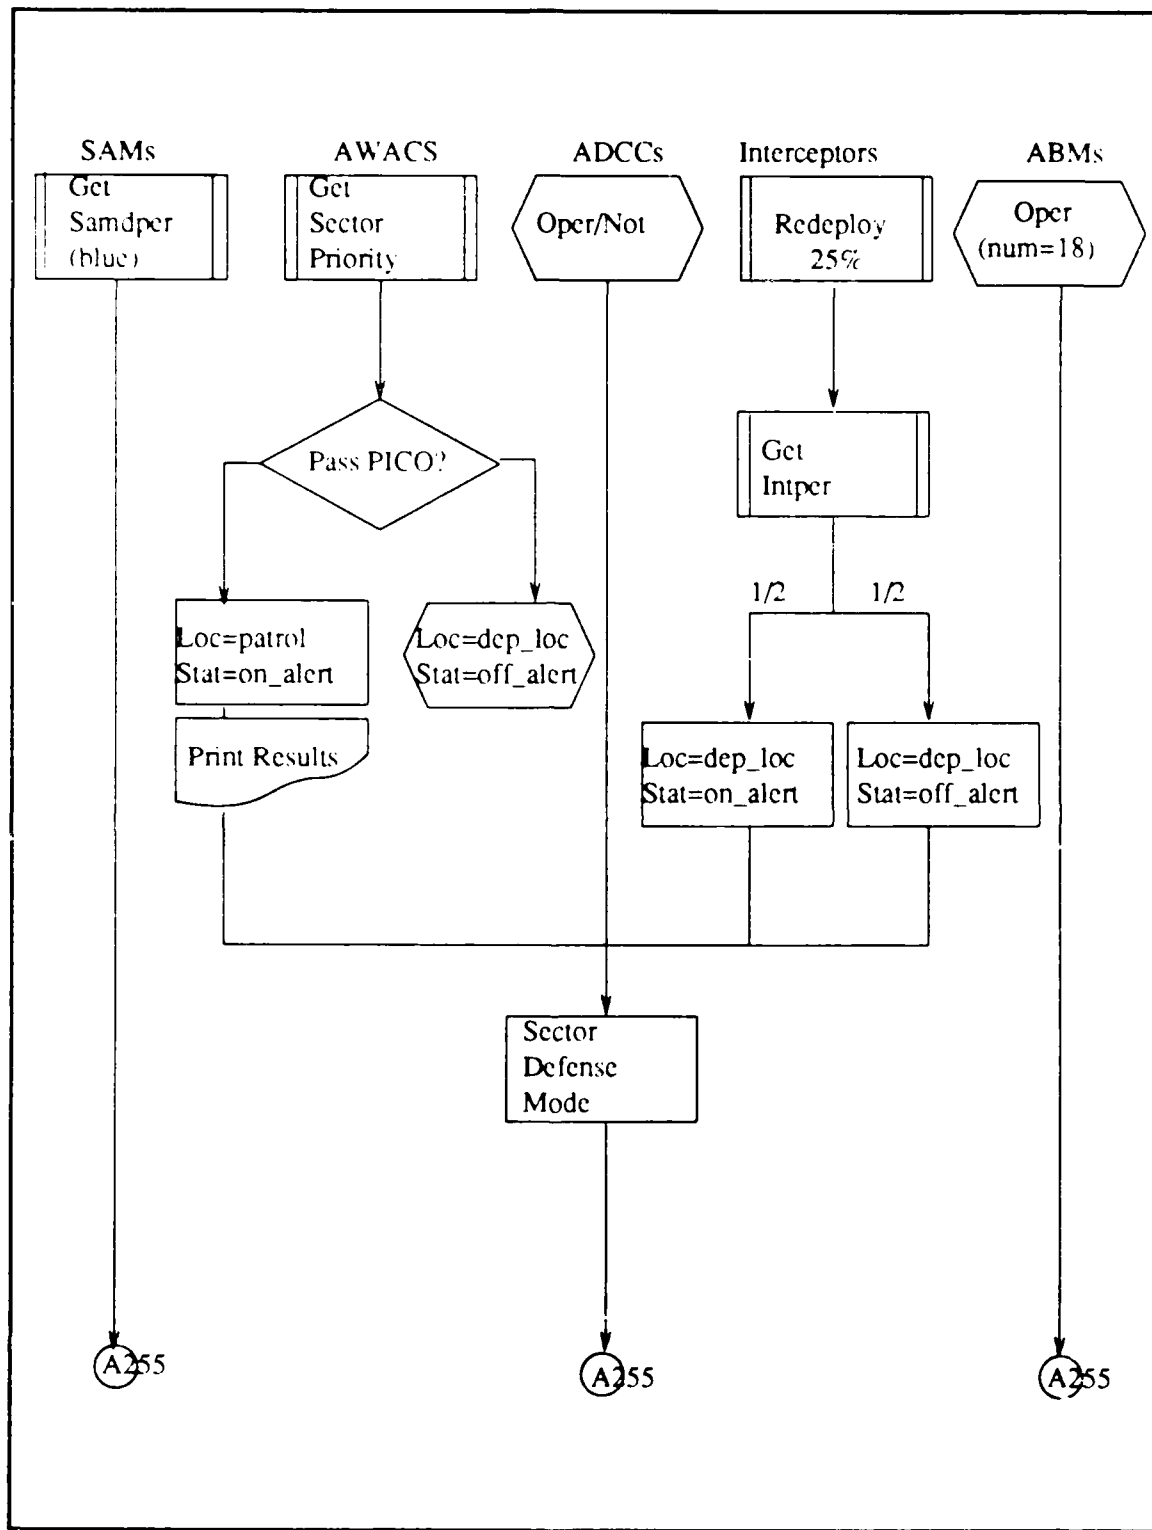 SAMs
AWACS
ADCCs
Interceptors
ABMs
Get
Samdper
(blue)
Get
Sector
Priority
Oper/Not
Redeploy
25%
Oper
(num=18)
Pass PICO?
Get
Intper
1/2
1/2
Loc=patrol
Stat=on_alert
Loc=dep_loc
Stat=off_alert
Print Results
Loc=dep_loc
Stat=on_alert
Loc=dep_loc
Stat=off_alert
Sector
Defense
Mode
A255
A255
A255